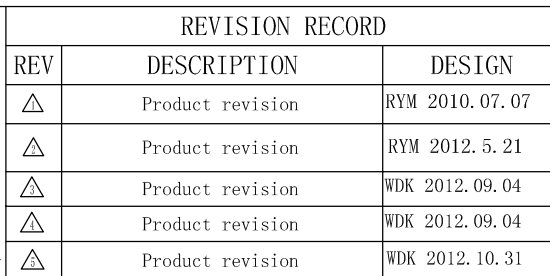 REVISION RECORD
REV DESCRIPTION DESIGN
1 Product revision RYM 2010.07.07
2 Product revision RYM 2012.5.21
3 Product revision WDK 2012.09.04
4 Product revision WDK 2012.09.04
5 Product revision WDK 2012.10.31